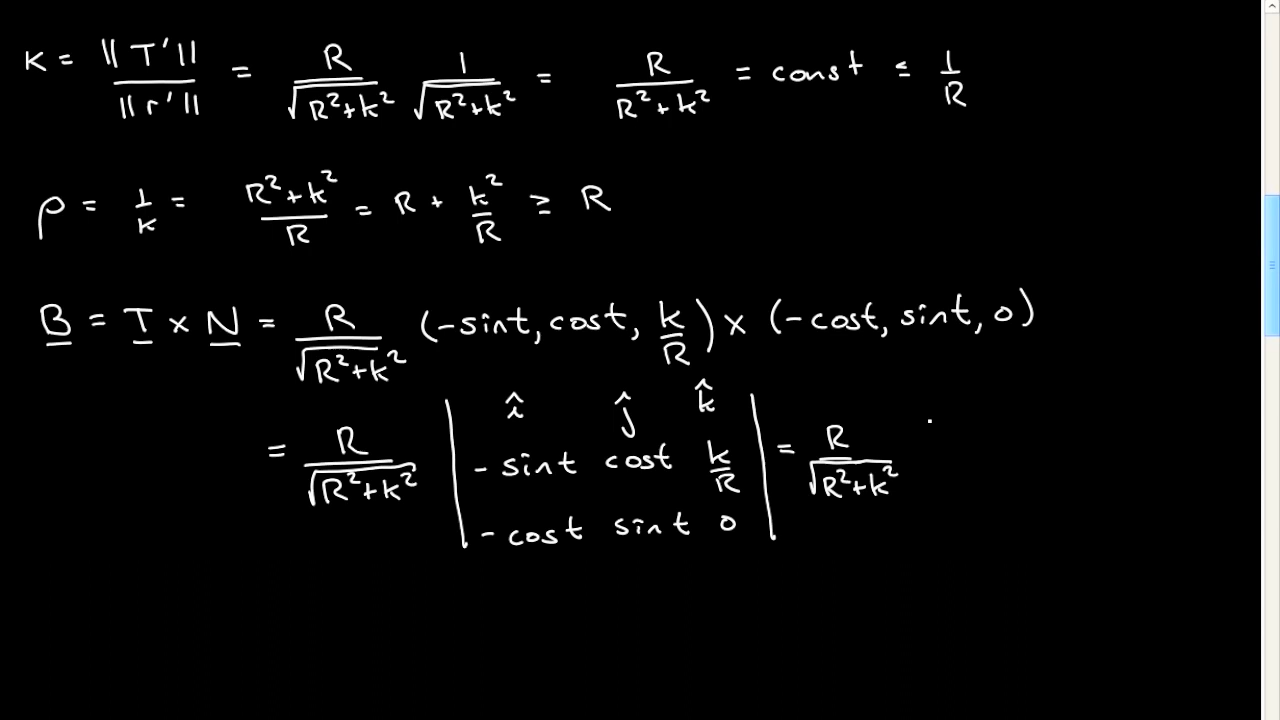 κ = ‖T'‖ / ‖r'‖ = R/√(R²+k²) 1/√(R²+k²) = R/(R²+k²) = const ≤ 1/R
ρ = 1/κ = (R²+k²)/R = R + k²/R ≥ R
B = T × N = R/√(R²+k²) (-sint, cost, k/R) × (-cost, sint, 0)
= R/√(R²+k²) | î ĵ k̂ ; -sint cost k/R ; -cost sint 0 | = R/√(R²+k²)